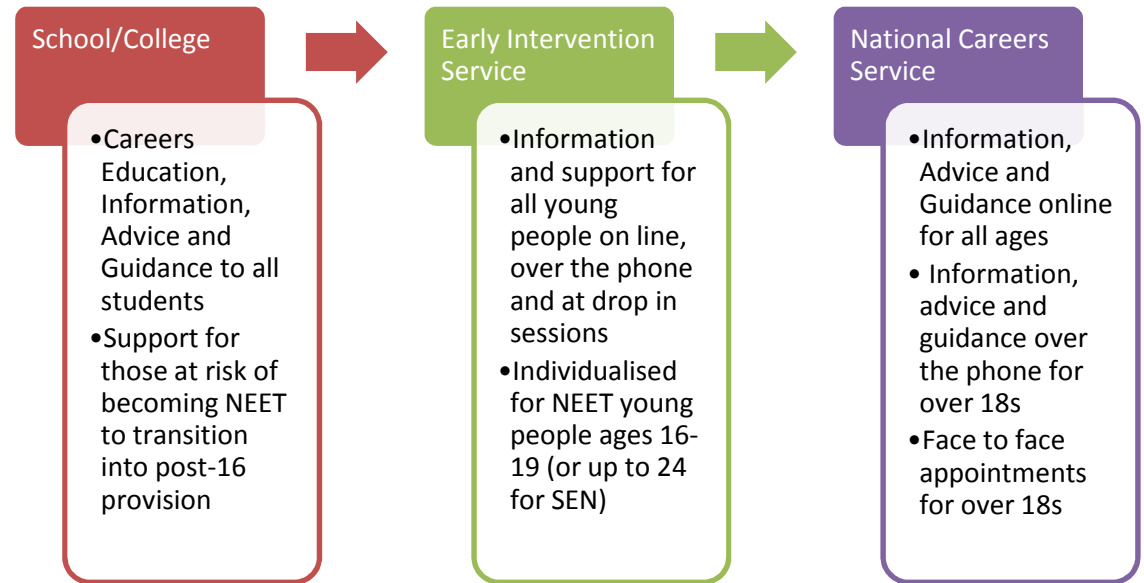 School/College
•Careers
Education,
Information,
Advice and
Guidance to all
students
•Support for
those at risk of
becoming NEET
to transition
into post-16
provision
Early Intervention
Service
•Information
and support for
all young
people on line,
over the phone
and at drop in
sessions
•Individualised
for NEET young
people ages 16-
19 (or up to 24
for SEN)
National Careers
Service
•Information,
Advice and
Guidance online
for all ages
• Information,
advice and
guidance over
the phone for
over 18s
•Face to face
appointments
for over 18s